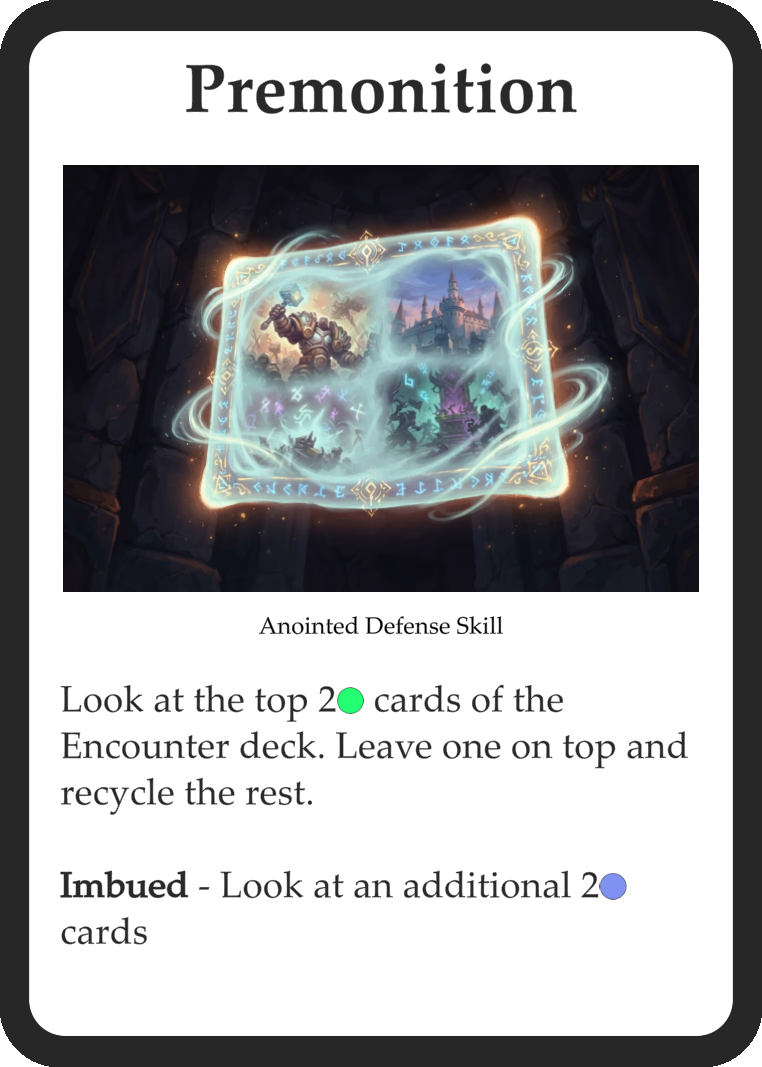 Premonition
Anointed Defense Skill
Look at the top 2 cards of the
Encounter deck. Leave one on top and
recycle the rest.
Imbued - Look at an additional 2
cards